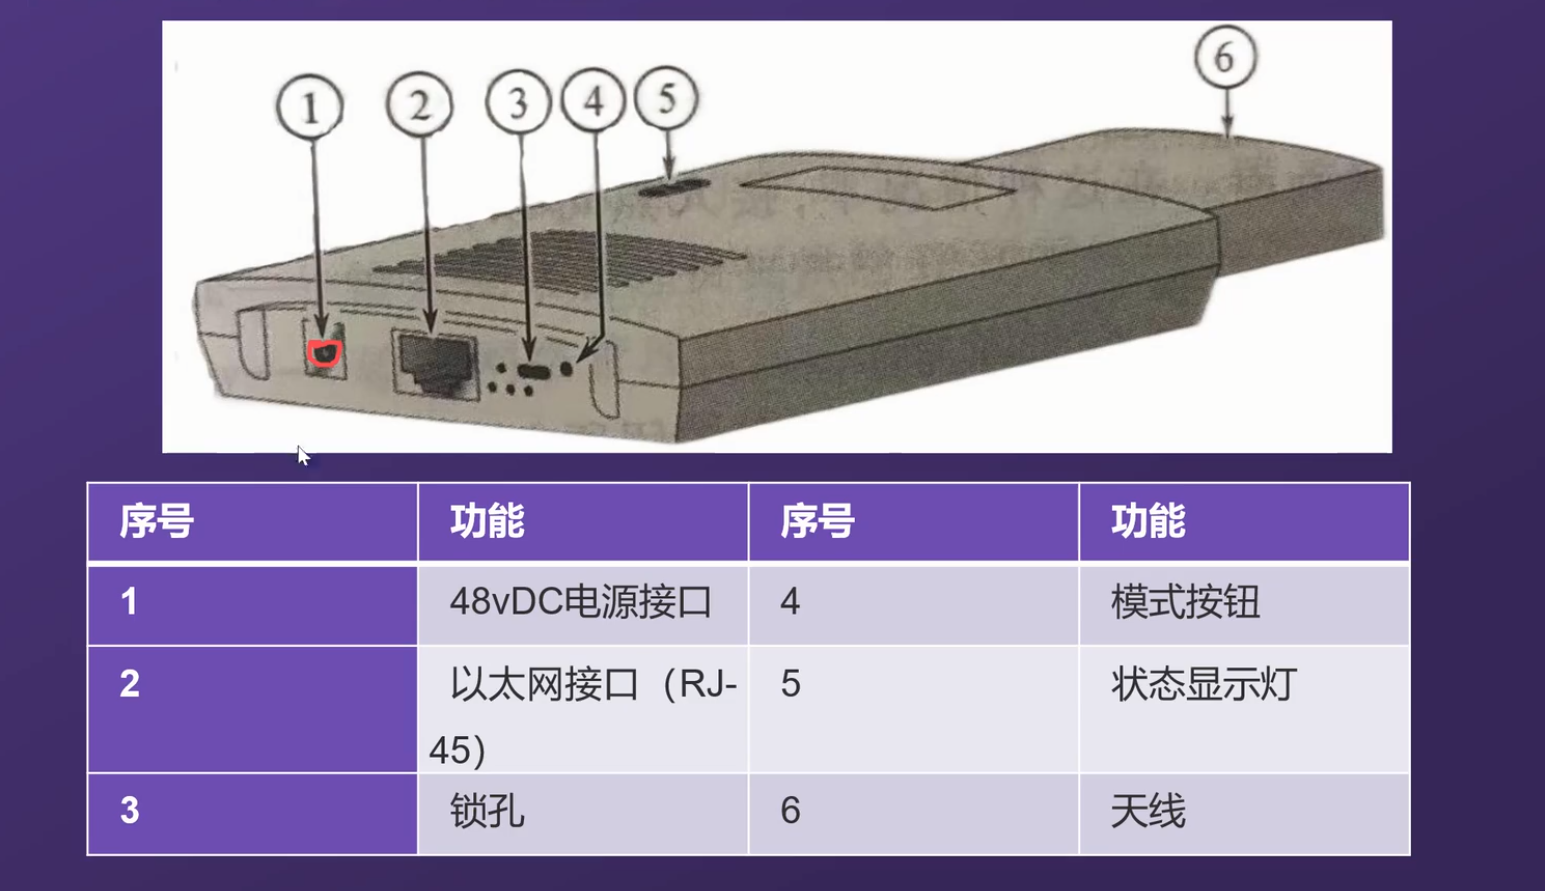 1 2 3 4 5 6
序号 功能 序号 功能
1 48vDC电源接口 4 模式按钮
2 以太网接口（RJ-45） 5 状态显示灯
3 锁孔 6 天线